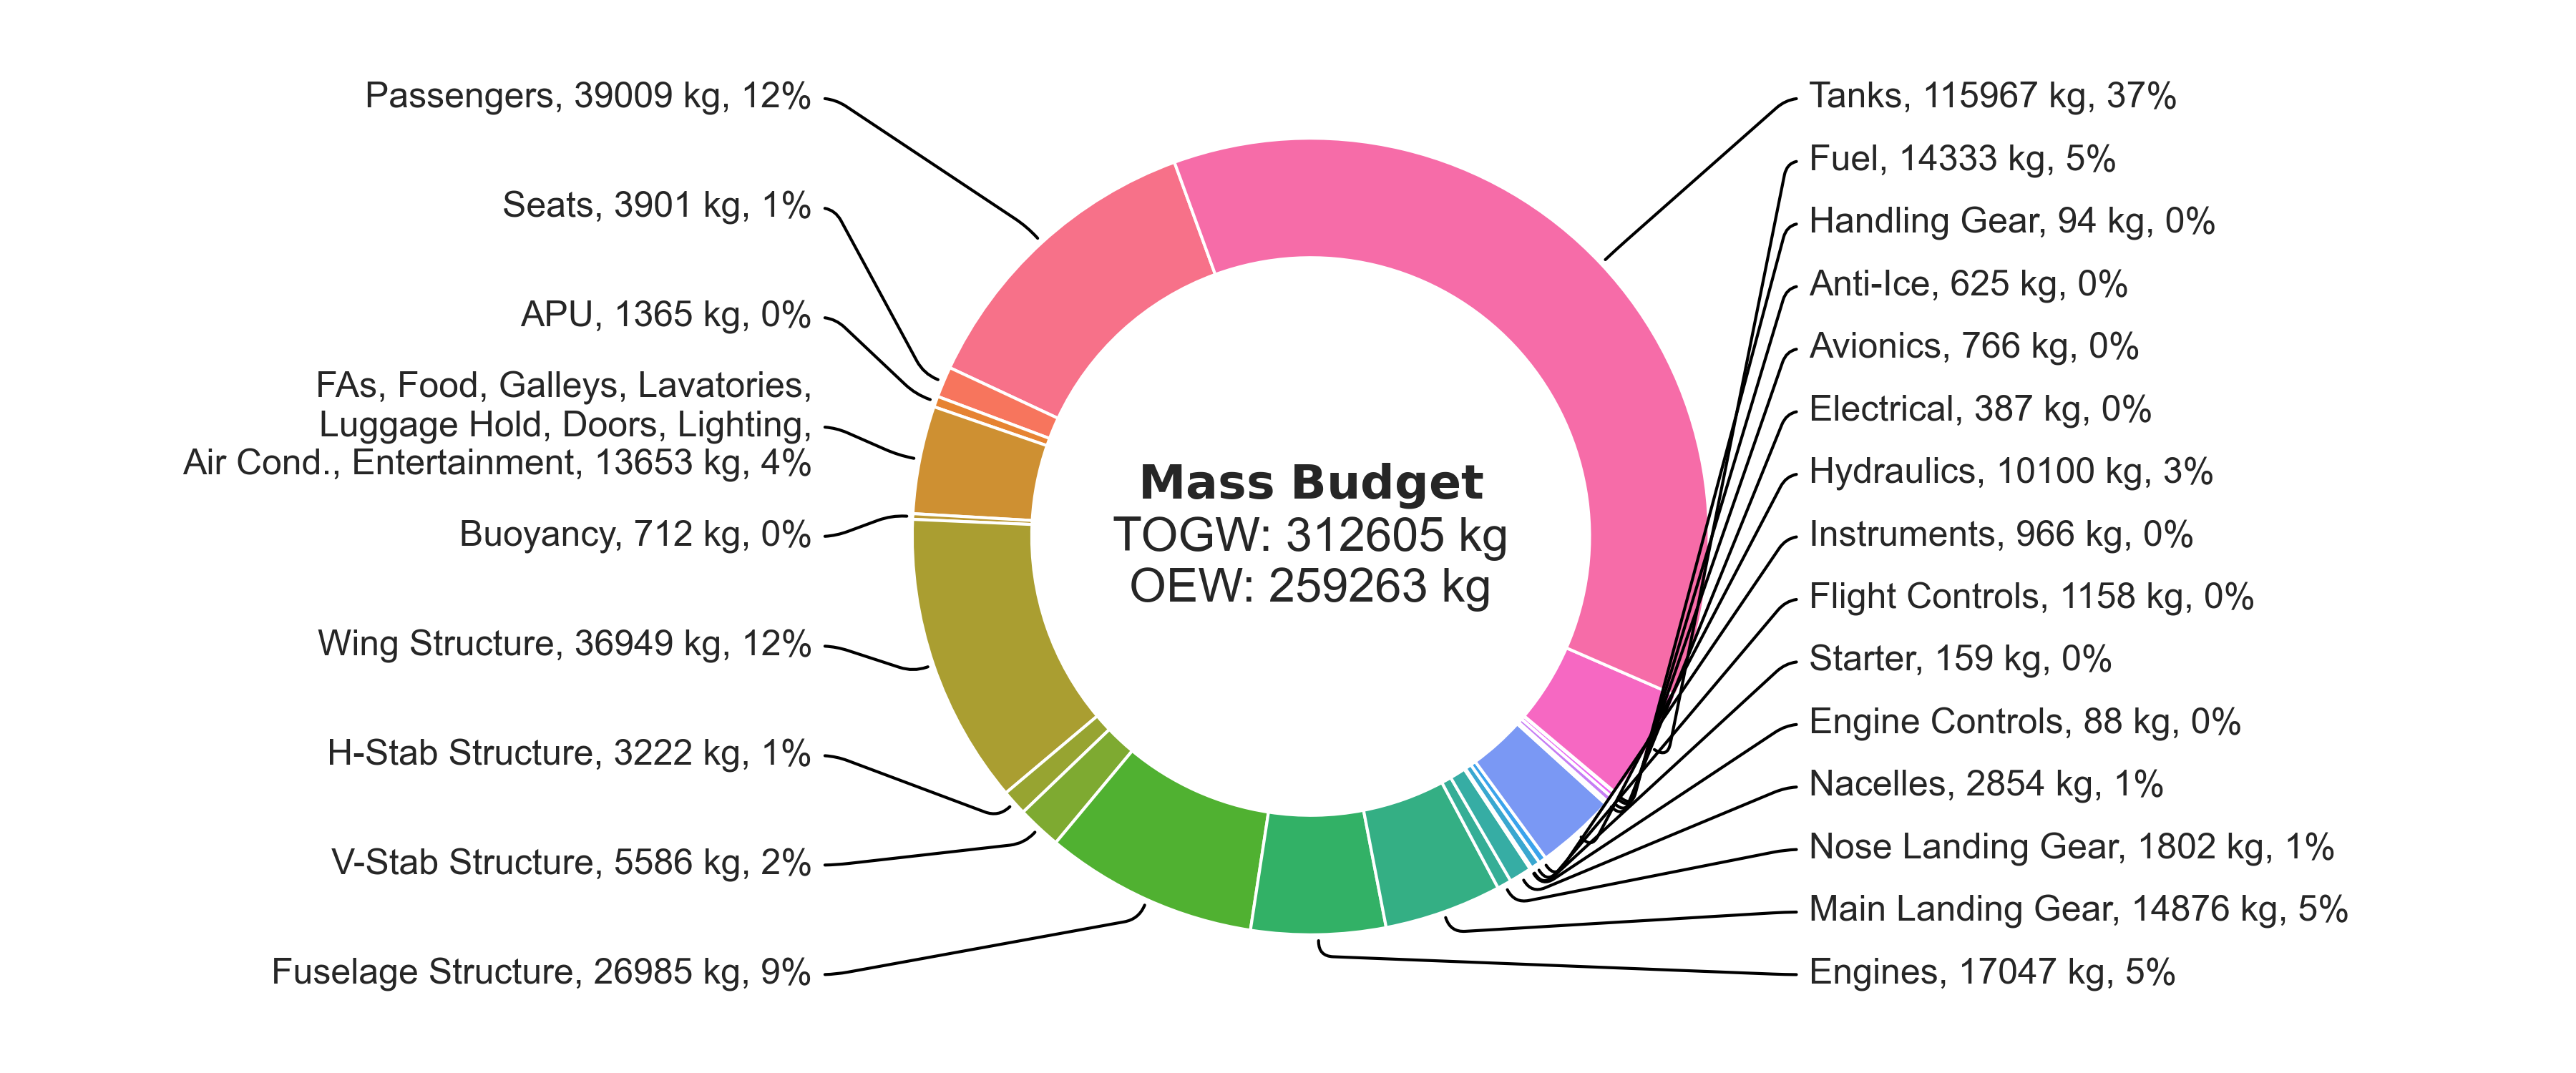 Passengers, 39009 kg, 12%
Seats, 3901 kg, 1%
APU, 1365 kg, 0%
FAs, Food, Galleys, Lavatories,
Luggage Hold, Doors, Lighting,
Air Cond., Entertainment, 13653 kg, 4%
Buoyancy, 712 kg, 0%
Wing Structure, 36949 kg, 12%
H-Stab Structure, 3222 kg, 1%
V-Stab Structure, 5586 kg, 2%
Fuselage Structure, 26985 kg, 9%
Mass Budget
TOGW: 312605 kg
OEW: 259263 kg
Tanks, 115967 kg, 37%
Fuel, 14333 kg, 5%
Handling Gear, 94 kg, 0%
Anti-Ice, 625 kg, 0%
Avionics, 766 kg, 0%
Electrical, 387 kg, 0%
Hydraulics, 10100 kg, 3%
Instruments, 966 kg, 0%
Flight Controls, 1158 kg, 0%
Starter, 159 kg, 0%
Engine Controls, 88 kg, 0%
Nacelles, 2854 kg, 1%
Nose Landing Gear, 1802 kg, 1%
Main Landing Gear, 14876 kg, 5%
Engines, 17047 kg, 5%